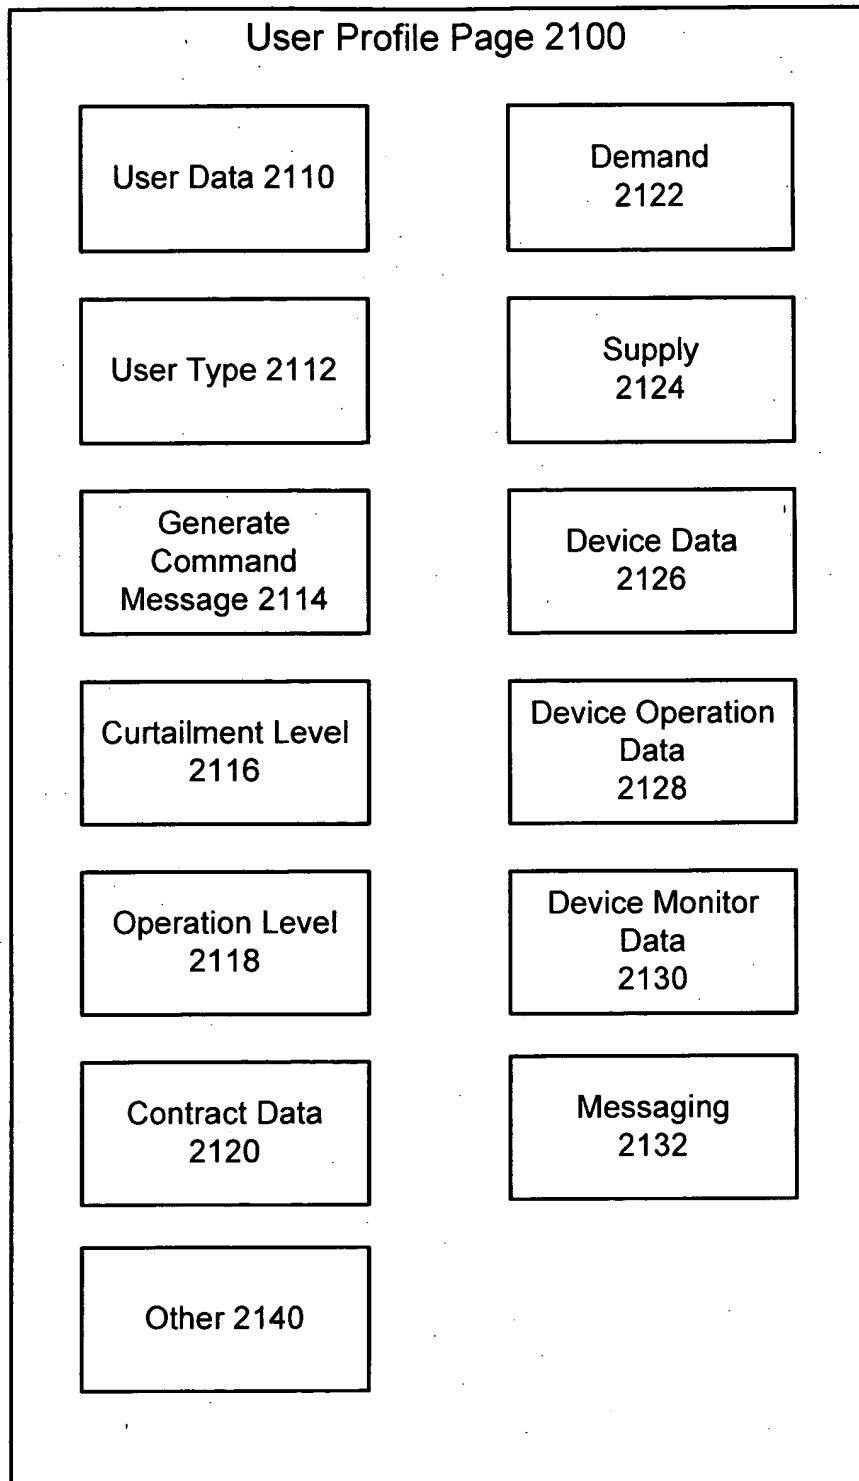 User Profile Page 2100
User Data 2110
User Type 2112
Generate
Command
Message 2114
Curtailment Level
2116
Operation Level
2118
Contract Data
2120
Other 2140
Demand
2122
Supply
2124
Device Data
2126
Device Operation
Data
2128
Device Monitor
Data
2130
Messaging
2132